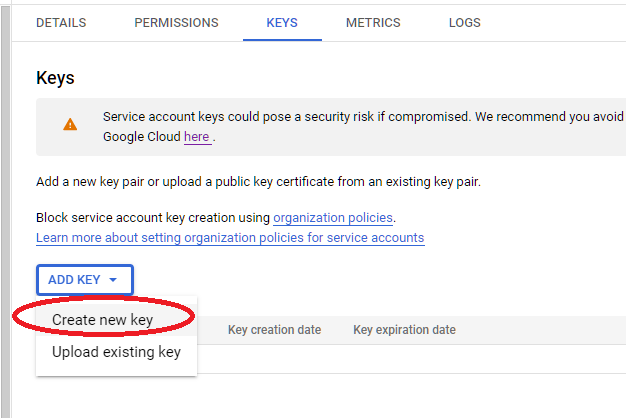 DETAILS PERMISSIONS KEYS METRICS LOGS
Keys
Service account keys could pose a security risk if compromised. We recommend you avoid
Google Cloud here .
Add a new key pair or upload a public key certificate from an existing key pair.
Block service account key creation using organization policies.
Learn more about setting organization policies for service accounts
ADD KEY
Create new key
Key creation date Key expiration date
Upload existing key